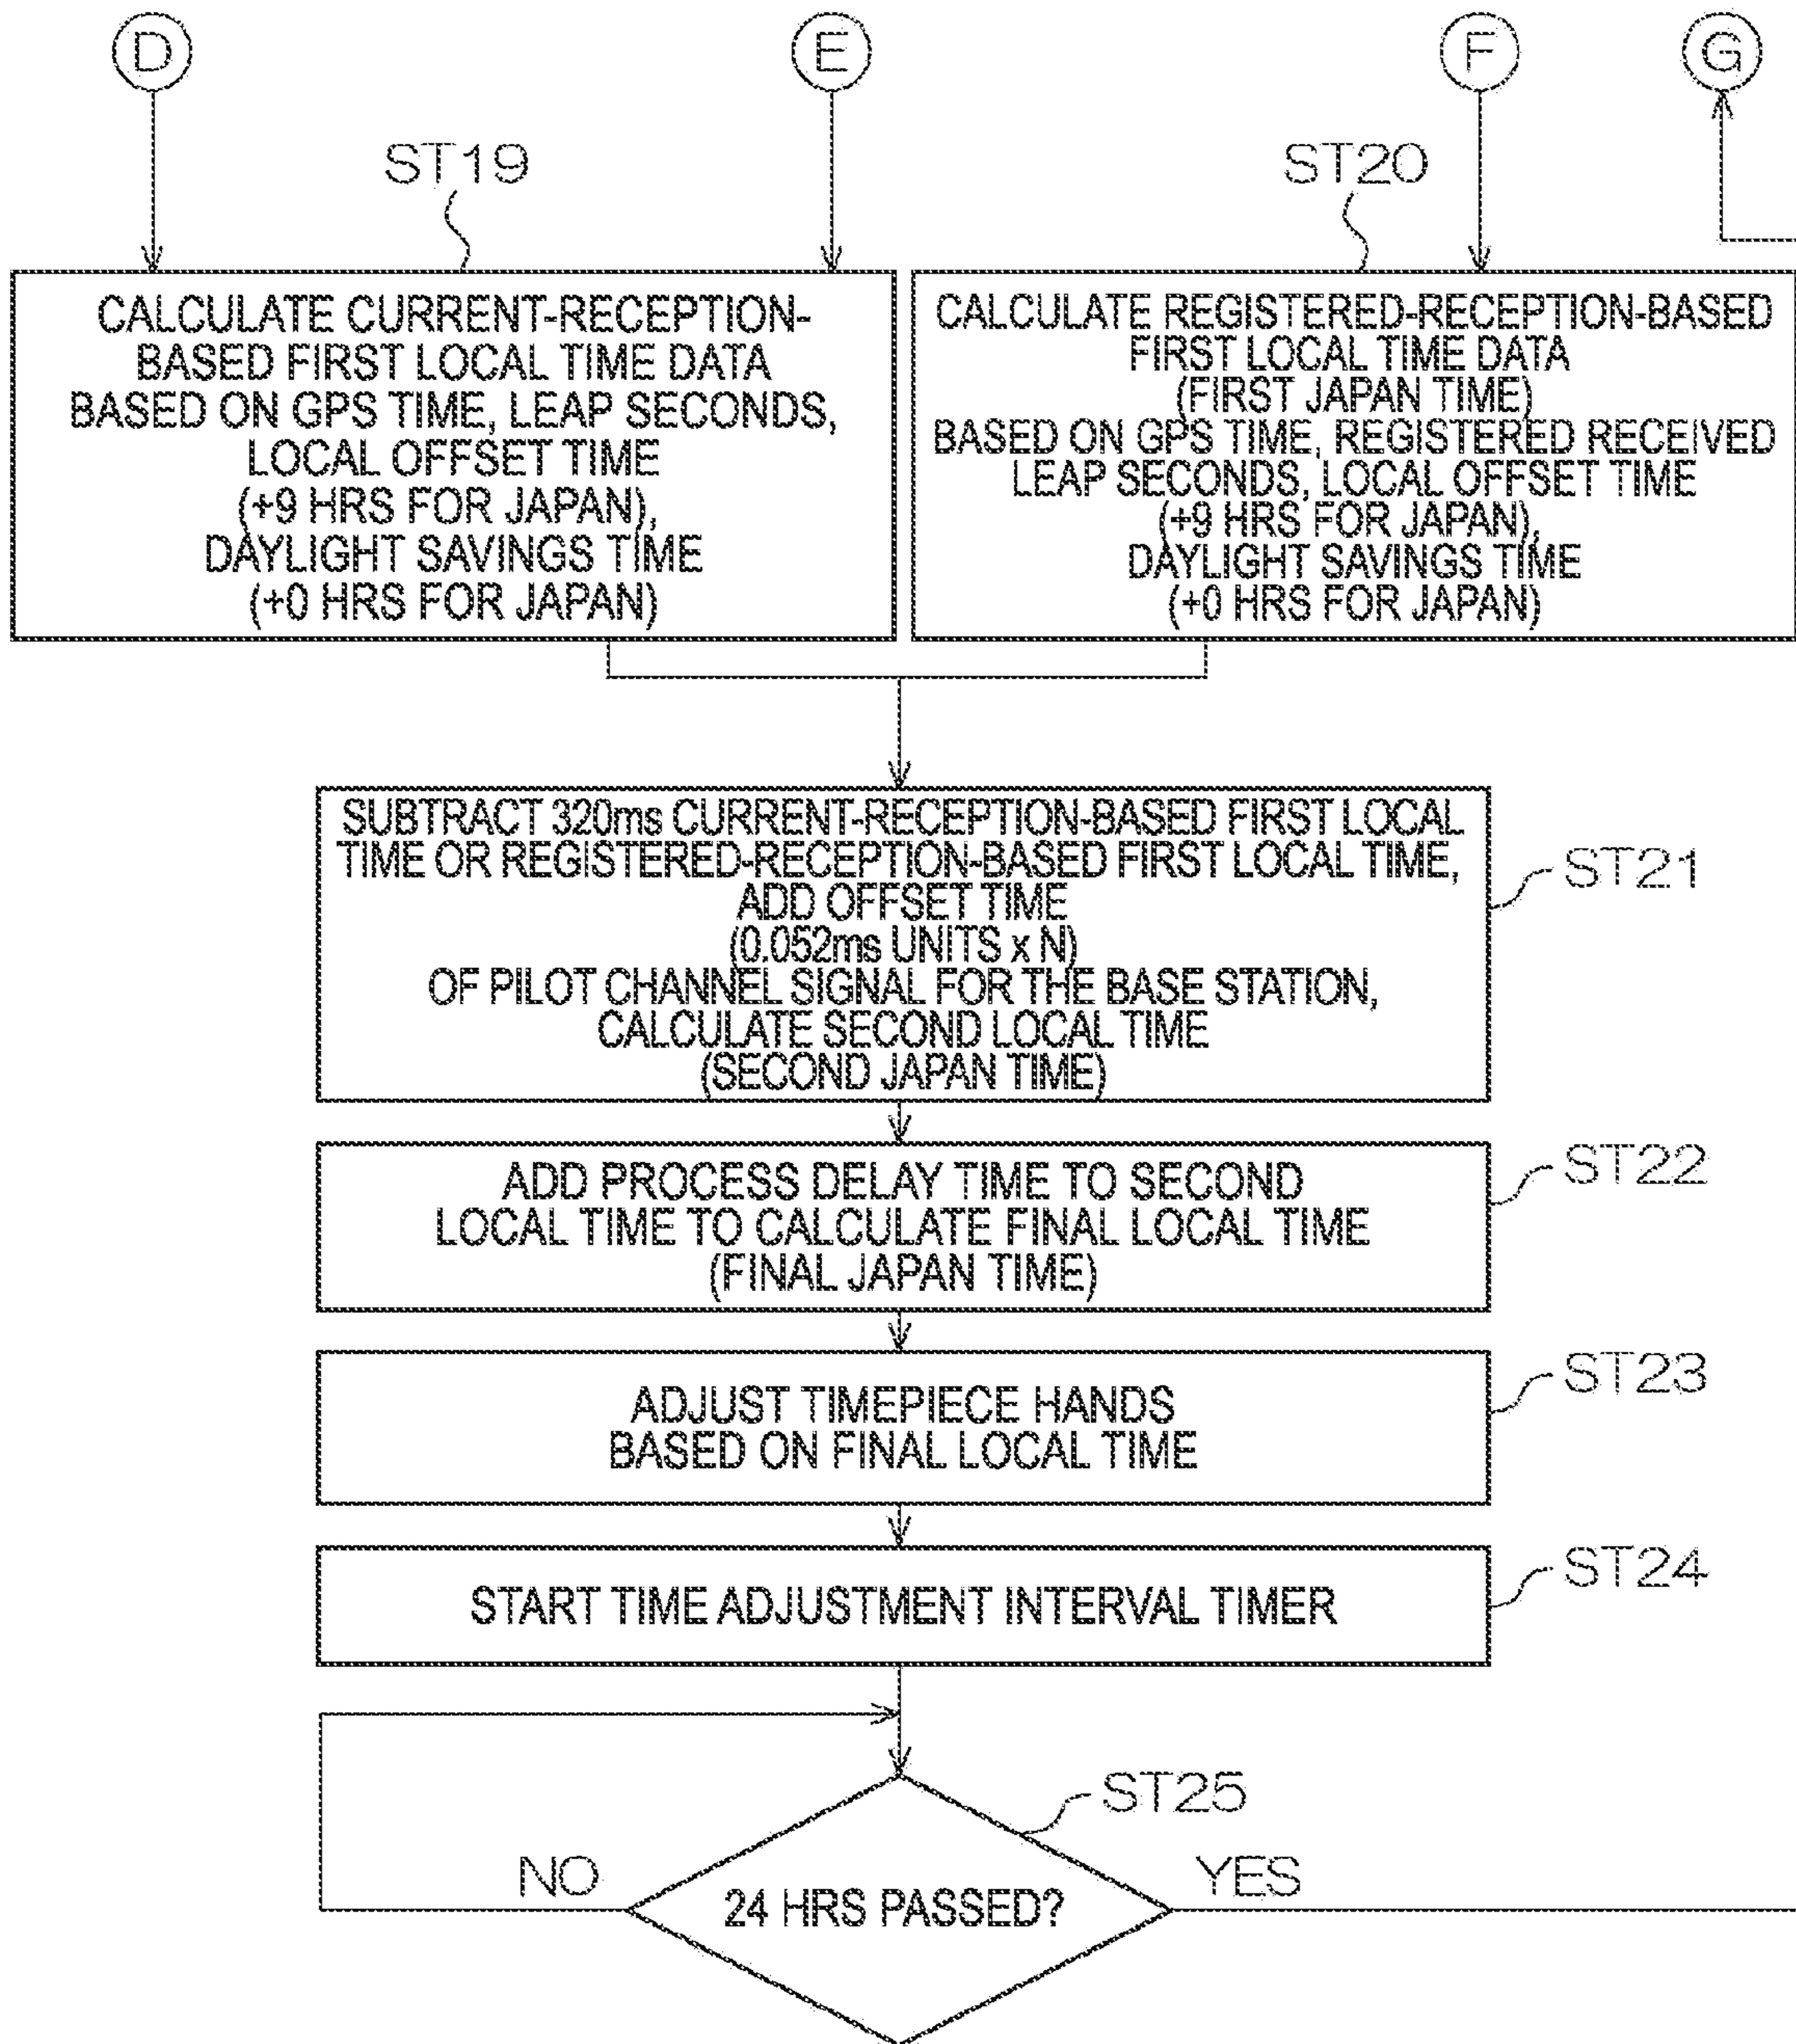 D
E
F
G
ST19
ST20
CALCULATE CURRENT-RECEPTION-
BASED FIRST LOCAL TIME DATA
BASED ON GPS TIME, LEAP SECONDS,
LOCAL OFFSET TIME
(+9 HRS FOR JAPAN),
DAYLIGHT SAVINGS TIME
(+0 HRS FOR JAPAN)
CALCULATE REGISTERED-RECEPTION-BASED
FIRST LOCAL TIME DATA
(FIRST JAPAN TIME)
BASED ON GPS TIME, REGISTERED RECEIVED
LEAP SECONDS, LOCAL OFFSET TIME
(+9 HRS FOR JAPAN),
DAYLIGHT SAVINGS TIME
(+0 HRS FOR JAPAN)
SUBTRACT 320ms CURRENT-RECEPTION-BASED FIRST LOCAL
TIME OR REGISTERED-RECEPTION-BASED FIRST LOCAL TIME,
ADD OFFSET TIME
(0.052ms UNITS x N)
OF PILOT CHANNEL SIGNAL FOR THE BASE STATION,
CALCULATE SECOND LOCAL TIME
(SECOND JAPAN TIME)
ST21
ADD PROCESS DELAY TIME TO SECOND
LOCAL TIME TO CALCULATE FINAL LOCAL TIME
(FINAL JAPAN TIME)
ST22
ADJUST TIMEPIECE HANDS
BASED ON FINAL LOCAL TIME
ST23
START TIME ADJUSTMENT INTERVAL TIMER
ST24
ST25
NO
24 HRS PASSED?
YES